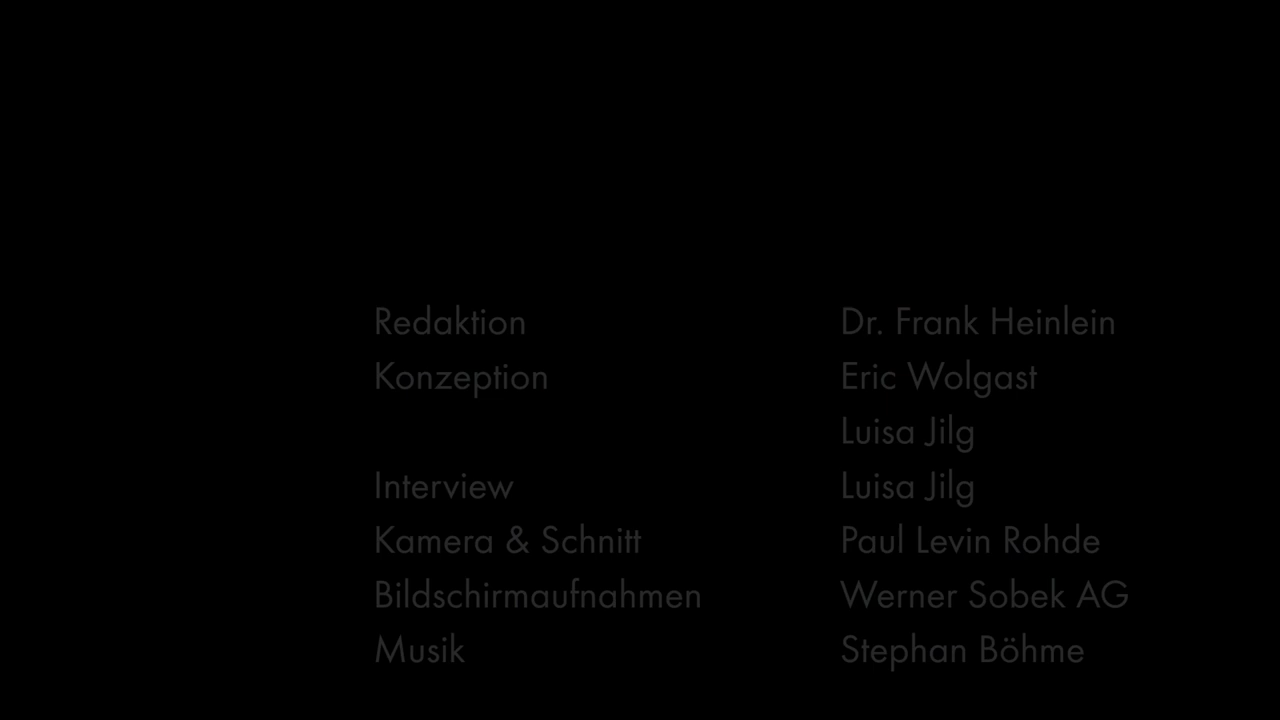 Redaktion Dr. Frank Heinlein
Konzeption Eric Wolgast
Luisa Jilg
Interview Luisa Jilg
Kamera & Schnitt Paul Levin Rohde
Bildschirmaufnahmen Werner Sobek AG
Musik Stephan Böhme